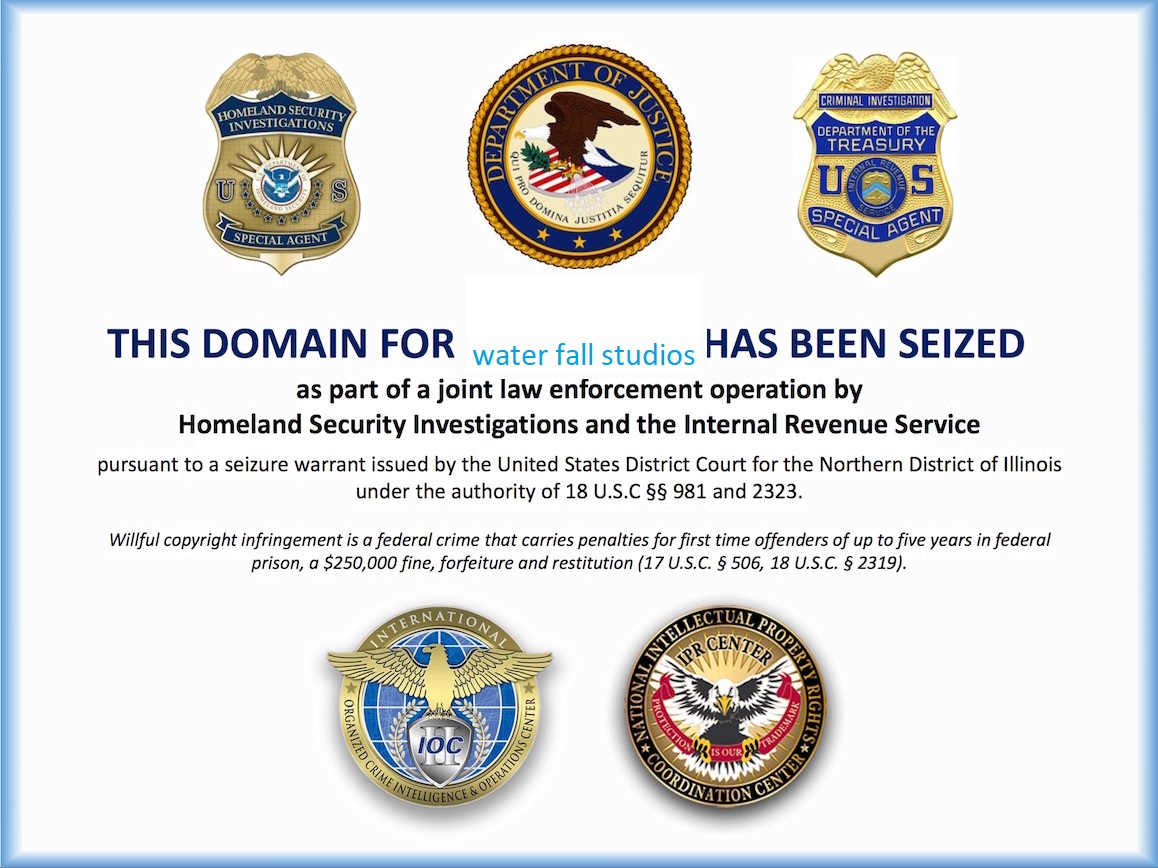 HOMELAND SECURITY
INVESTIGATIONS
U S
SPECIAL AGENT
DEPARTMENT OF JUSTICE
QUI PRO DOMINA JUSTITIA SEQUITUR
CRIMINAL INVESTIGATION
DEPARTMENT OF THE
TREASURY
U S
INTERNAL REVENUE
SERVICE
SPECIAL AGENT
THIS DOMAIN FOR water fall studios HAS BEEN SEIZED
as part of a joint law enforcement operation by
Homeland Security Investigations and the Internal Revenue Service
pursuant to a seizure warrant issued by the United States District Court for the Northern District of Illinois
under the authority of 18 U.S.C §§ 981 and 2323.
Willful copyright infringement is a federal crime that carries penalties for first time offenders of up to five years in federal
prison, a $250,000 fine, forfeiture and restitution (17 U.S.C. § 506, 18 U.S.C. § 2319).
INTERNATIONAL
ORGANIZED CRIME INTELLIGENCE & OPERATIONS CENTER
IOC
NATIONAL INTELLECTUAL PROPERTY RIGHTS
IPR CENTER
PROTECTION IS OUR TRADEMARK
COORDINATION CENTER